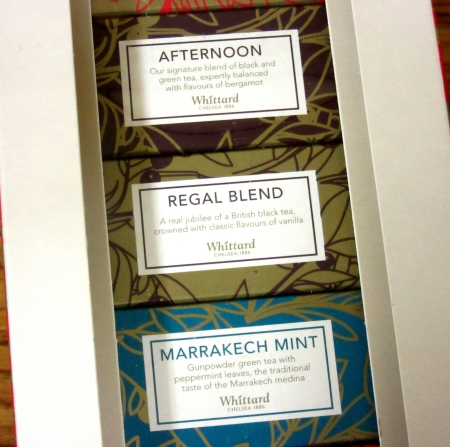 AFTERNOON
Our signature blend of black and
green tea, expertly balanced
with flavours of bergamot
Whittard
CHELSEA 1886
REGAL BLEND
A real jubilee of a British black tea,
crowned with classic flavours of vanilla
Whittard
CHELSEA 1886
MARRAKECH MINT
Gunpowder green tea with
peppermint leaves, the traditional
taste of the Marrakech medina
Whittard
CHELSEA 1886